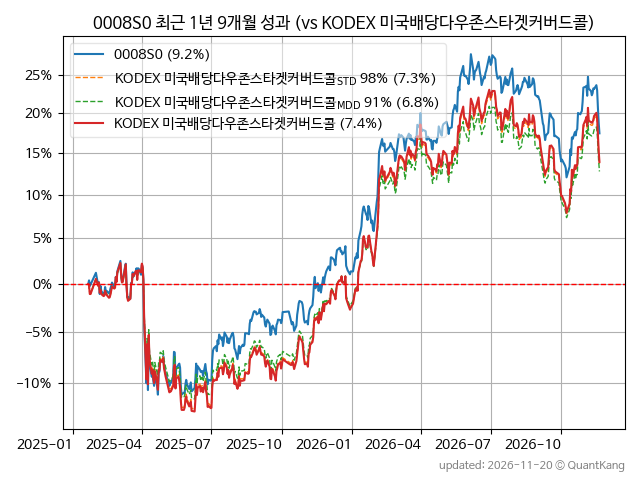 0008S0 최근 1년 9개월 성과 (vs KODEX 미국배당다우존스타겟커버드콜)
0008S0 (9.2%)
KODEX 미국배당다우존스타겟커버드콜STD 98% (7.3%)
KODEX 미국배당다우존스타겟커버드콜MDD 91% (6.8%)
KODEX 미국배당다우존스타겟커버드콜 (7.4%)
25%
20%
15%
10%
5%
0%
−5%
−10%
2025-01 2025-04 2025-07 2025-10 2026-01 2026-04 2026-07 2026-10
updated: 2026-11-20 © QuantKang